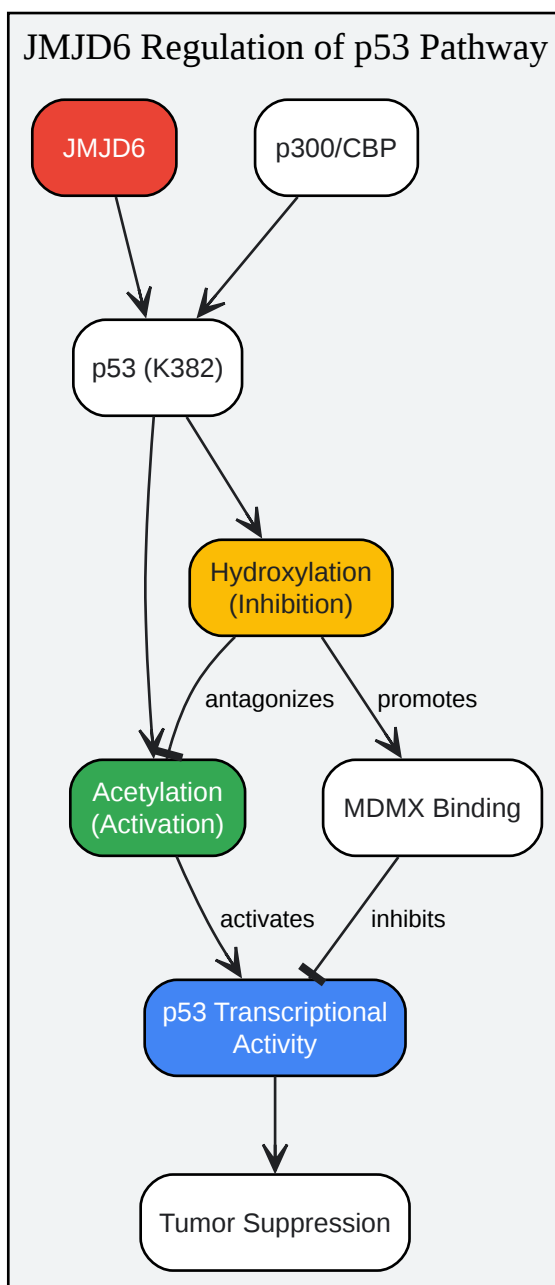 JMJD6 Regulation of p53 Pathway
JMJD6
p300/CBP
p53 (K382)
Hydroxylation
(Inhibition)
antagonizes
promotes
Acetylation
(Activation)
MDMX Binding
activates
inhibits
p53 Transcriptional
Activity
Tumor Suppression